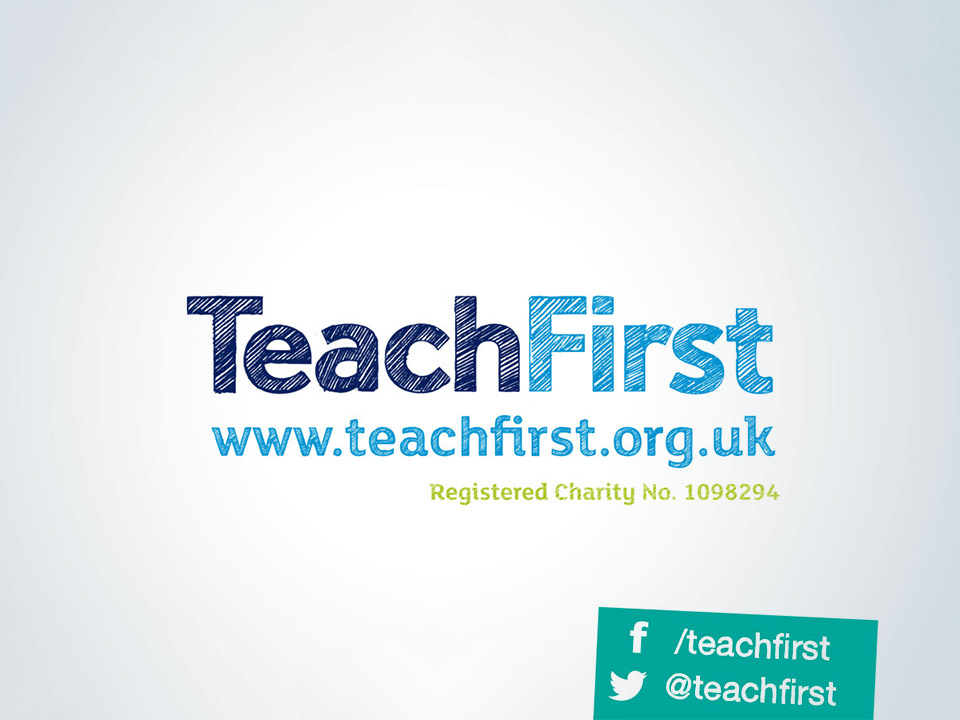 TeachFirst
www.teachfirst.org.uk
Registered Charity No. 1098294
f /teachfirst
@teachfirst